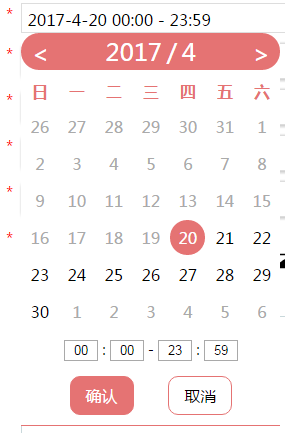 * 2017-4-20 00:00 - 23:59
* < 2017 / 4 >
日 一 二 三 四 五 六
* 26 27 28 29 30 31 1
* 2 3 4 5 6 7 8
* 9 10 11 12 13 14 15
* 16 17 18 19 20 21 22
23 24 25 26 27 28 29
30 1 2 3 4 5 6
00 : 00 - 23 : 59
确认 取消